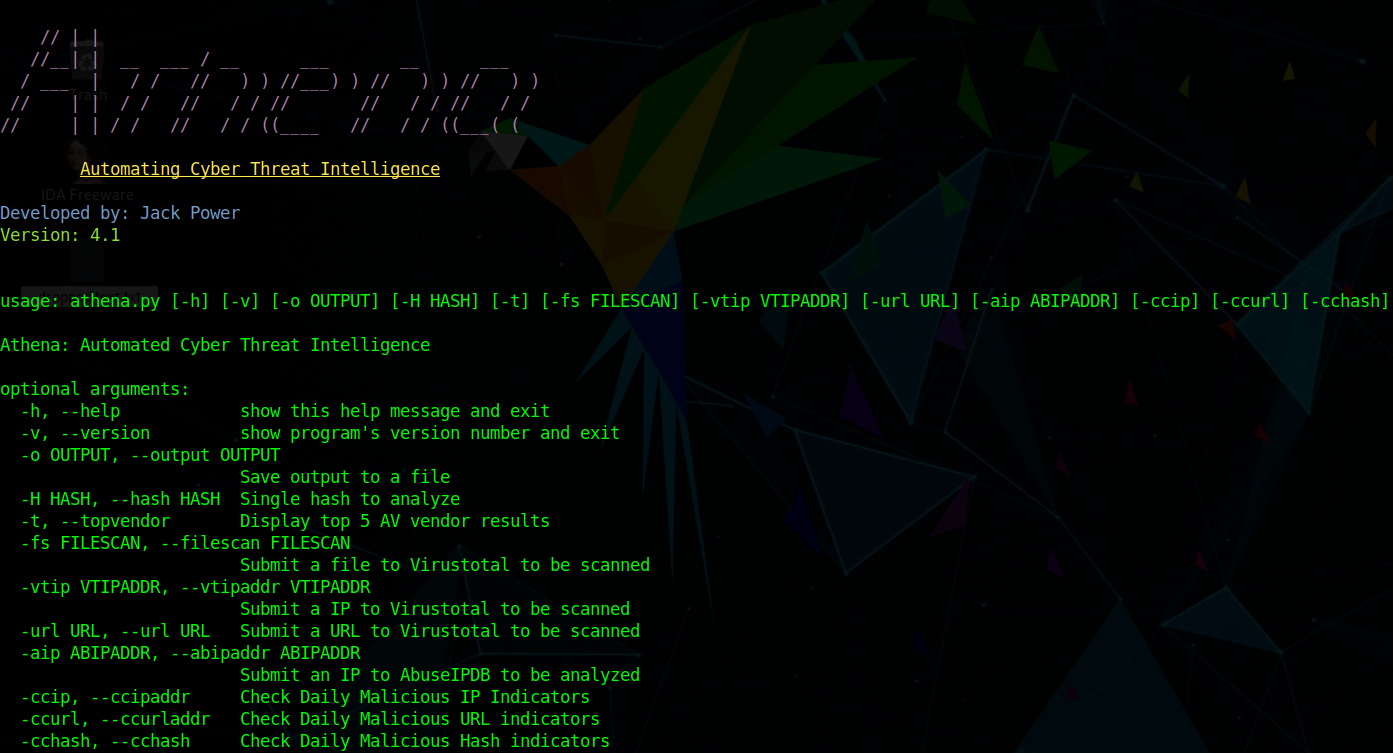 Athena
Automating Cyber Threat Intelligence
Trash
IDA Freeware
Developed by: Jack Power
Version: 4.1
usage: athena.py [-h] [-v] [-o OUTPUT] [-H HASH] [-t] [-fs FILESCAN] [-vtip VTIPADDR] [-url URL] [-aip ABIPADDR] [-ccip] [-ccurl] [-cchash]
Athena: Automated Cyber Threat Intelligence
optional arguments:
-h, --help show this help message and exit
-v, --version show program's version number and exit
-o OUTPUT, --output OUTPUT
Save output to a file
-H HASH, --hash HASH Single hash to analyze
-t, --topvendor Display top 5 AV vendor results
-fs FILESCAN, --filescan FILESCAN
Submit a file to Virustotal to be scanned
-vtip VTIPADDR, --vtipaddr VTIPADDR
Submit a IP to Virustotal to be scanned
-url URL, --url URL Submit a URL to Virustotal to be scanned
-aip ABIPADDR, --abipaddr ABIPADDR
Submit an IP to AbuseIPDB to be analyzed
-ccip, --ccipaddr Check Daily Malicious IP Indicators
-ccurl, --ccurladdr Check Daily Malicious URL indicators
-cchash, --cchash Check Daily Malicious Hash indicators